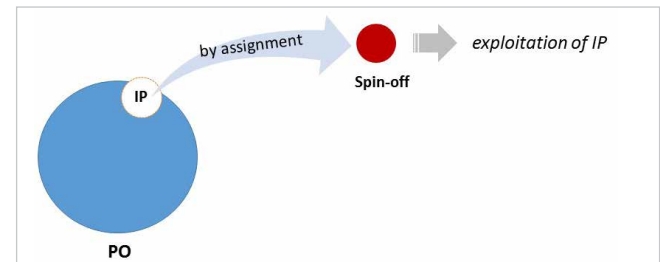 by assignment
exploitation of IP
IP
Spin-off
PO